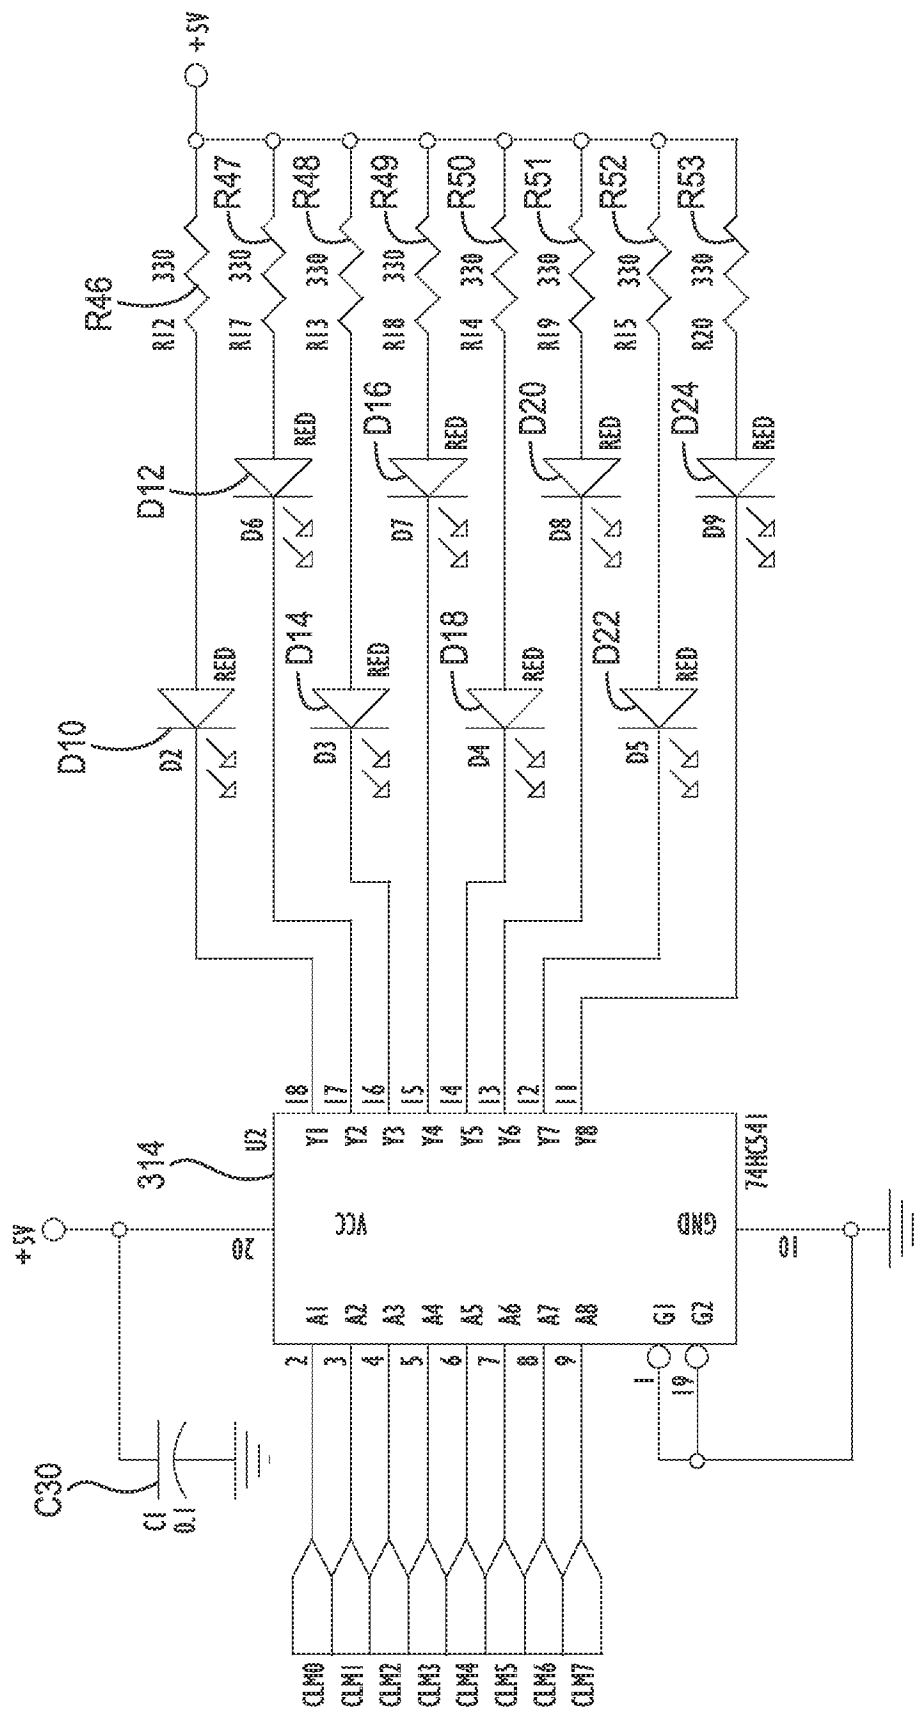 +5V
R46
R47
R48
R49
R50
R51
R52
R53
330
330
330
330
330
330
330
330
R12
R17
R13
R18
R14
R19
R15
R20
D12
D16
D20
D24
D6
RED
D7
RED
D8
RED
D9
RED
D10
D14
D18
D22
D2
RED
D3
RED
D4
RED
D5
RED
314
U2
18
17
16
15
14
13
12
11
Y1
Y2
Y3
Y4
Y5
Y6
Y7
Y8
74HC541
+5V
20
VCC
GND
10
A1
A2
A3
A4
A5
A6
A7
A8
G1
G2
2
3
4
5
6
7
8
9
1
19
C30
C1
0.1
CLM0
CLM1
CLM2
CLM3
CLM4
CLM5
CLM6
CLM7